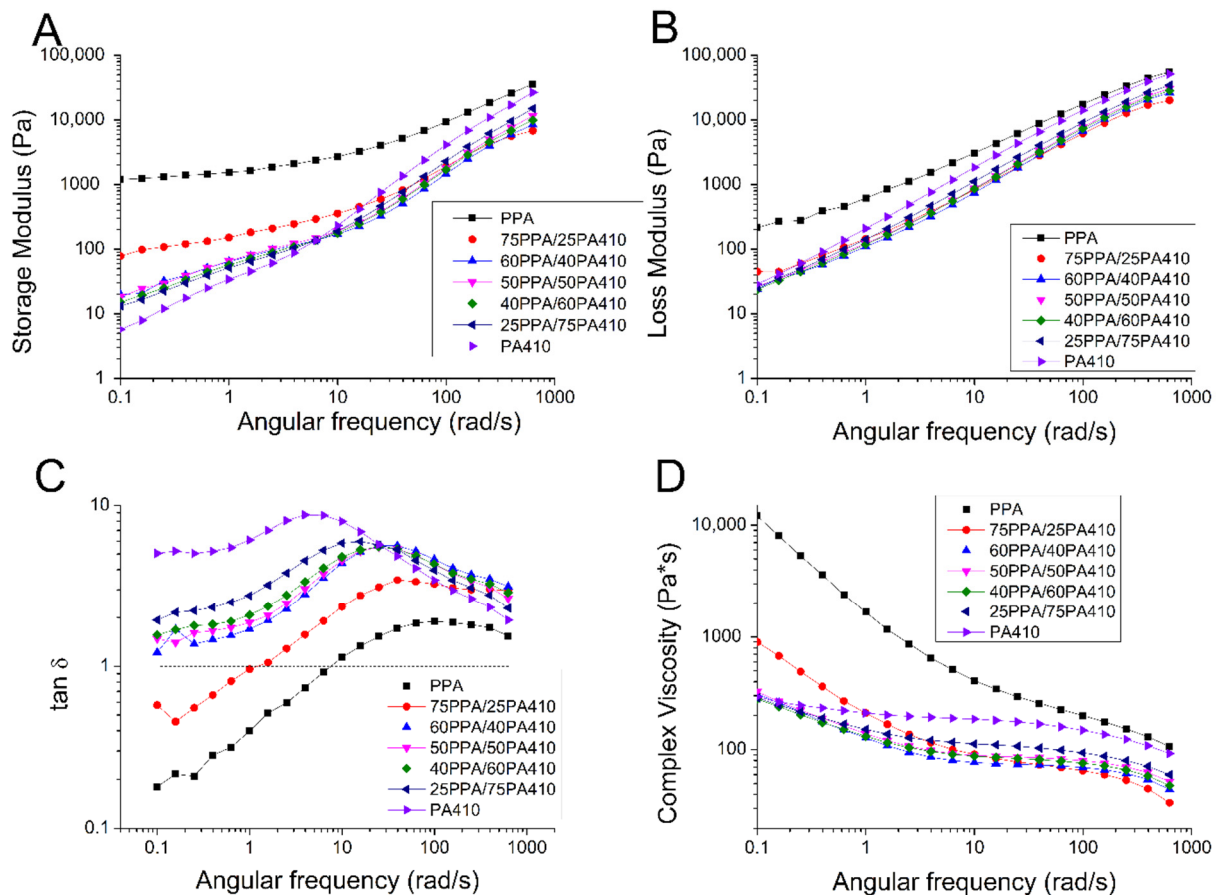 A
100,000
10,000
1000
100
10
1
Storage Modulus (Pa)
0.1 1 10 100 1000
Angular frequency (rad/s)
PPA
75PPA/25PA410
60PPA/40PA410
50PPA/50PA410
40PPA/60PA410
25PPA/75PA410
PA410
B
100,000
10,000
1000
100
10
1
Loss Modulus (Pa)
0.1 1 10 100 1000
Angular frequency (rad/s)
PPA
75PPA/25PA410
60PPA/40PA410
50PPA/50PA410
40PPA/60PA410
25PPA/75PA410
PA410
C
10
1
0.1
tan δ
0.1 1 10 100 1000
Angular frequency (rad/s)
PPA
75PPA/25PA410
60PPA/40PA410
50PPA/50PA410
40PPA/60PA410
25PPA/75PA410
PA410
D
10,000
1000
100
Complex Viscosity (Pa*s)
0.1 1 10 100 1000
Angular frequency (rad/s)
PPA
75PPA/25PA410
60PPA/40PA410
50PPA/50PA410
40PPA/60PA410
25PPA/75PA410
PA410